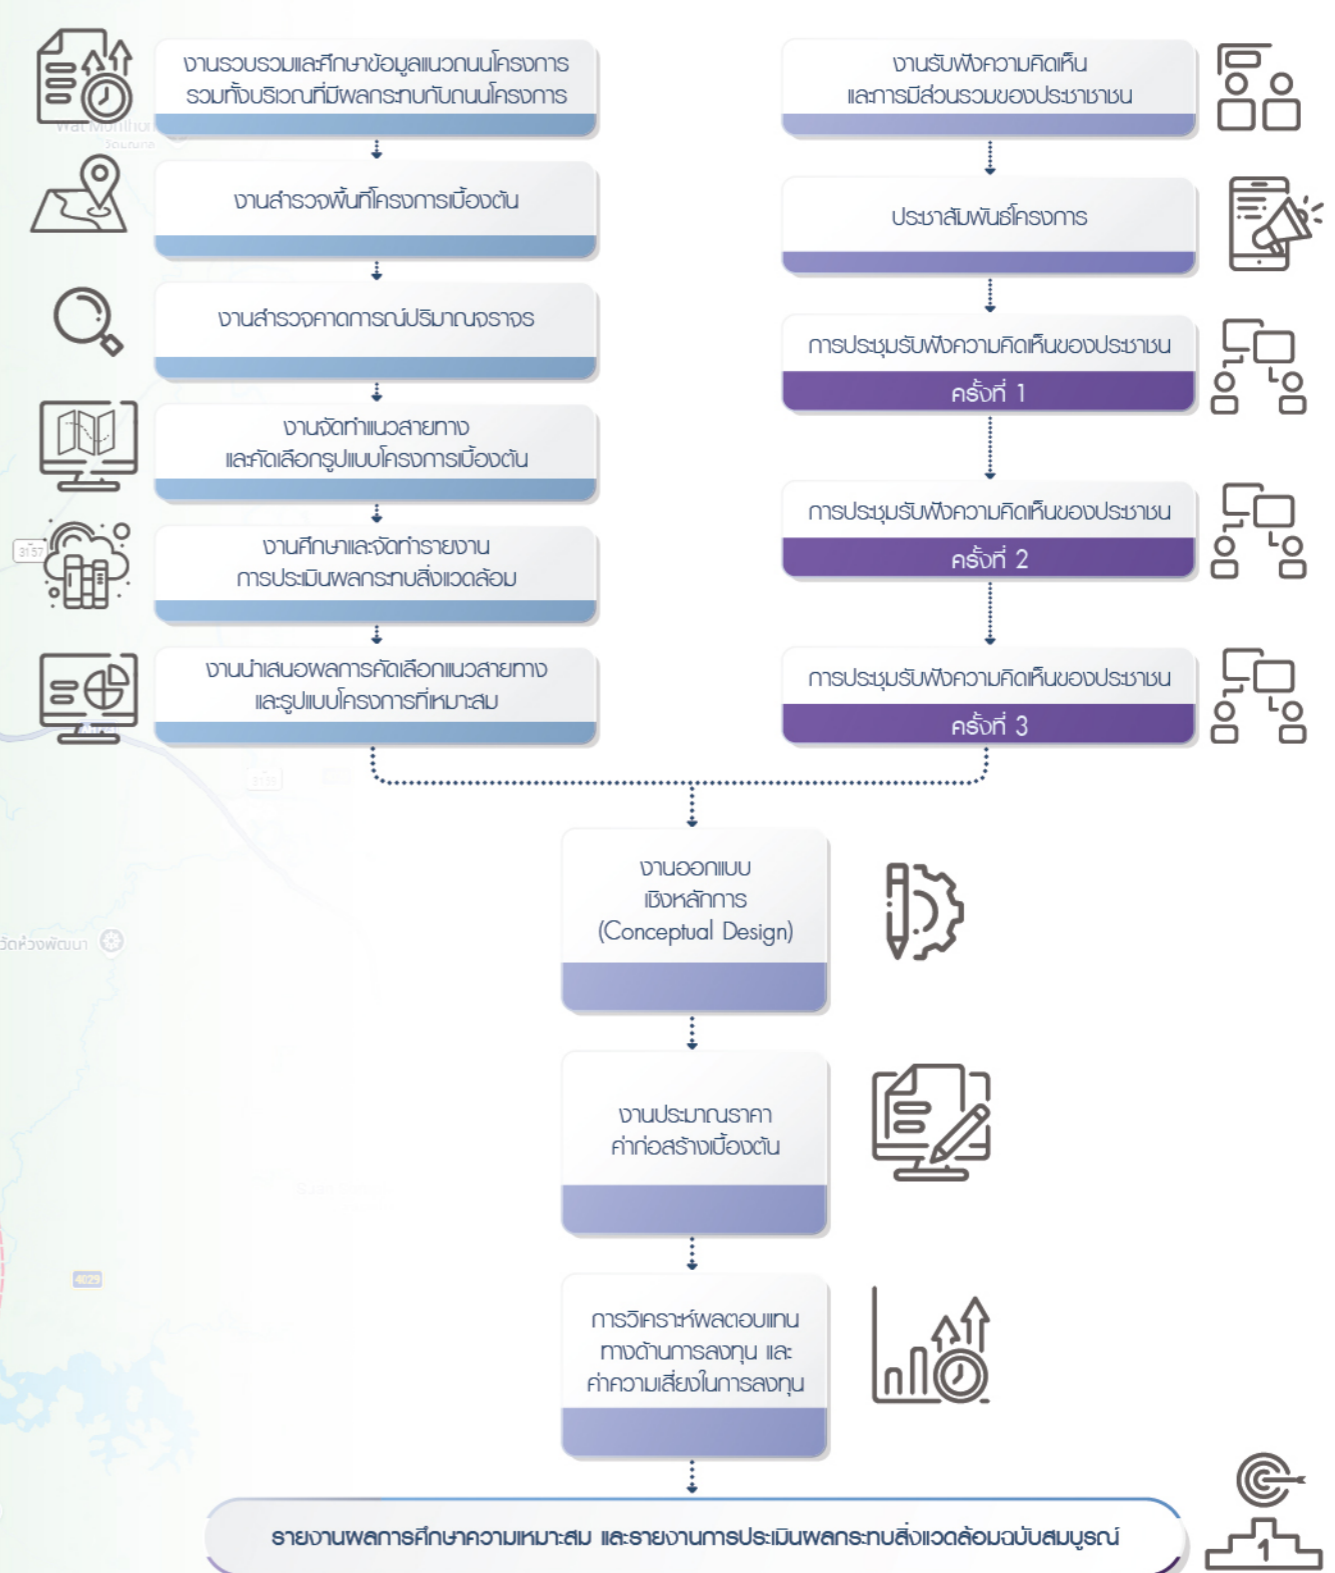 งานรวบรวมและศึกษาข้อมูลแนวถนนโครงการ
รวมทั้งบริเวณที่มีผลกระทบกับถนนโครงการ
งานสำรวจพื้นที่โครงการเบื้องต้น
งานสำรวจคาดการณ์ปริมาณจราจร
งานจัดทำแนวสายทาง
และคัดเลือกรูปแบบโครงการเบื้องต้น
งานศึกษาและจัดทำรายงาน
การประเมินผลกระทบสิ่งแวดล้อม
งานนำเสนอผลการคัดเลือกแนวสายทาง
และรูปแบบโครงการที่เหมาะสม
งานรับฟังความคิดเห็น
และการมีส่วนรวมของประชาชาชน
ประชาสัมพันธ์โครงการ
การประชุมรับฟังความคิดเห็นของประชาชน
ครั้งที่ 1
การประชุมรับฟังความคิดเห็นของประชาชน
ครั้งที่ 2
การประชุมรับฟังความคิดเห็นของประชาชน
ครั้งที่ 3
งานออกแบบ
เชิงหลักการ
(Conceptual Design)
งานประมาณราคา
ค่าก่อสร้างเบื้องต้น
การวิเคราะห์ผลตอบแทน
ทางด้านการลงทุน และ
ค่าความเสี่ยงในการลงทุน
รายงานผลการศึกษาความเหมาะสม และรายงานการประเมินผลกระทบสิ่งแวดล้อมฉบับสมบูรณ์
1
3157
วัดห้วงพัฒนา
4029